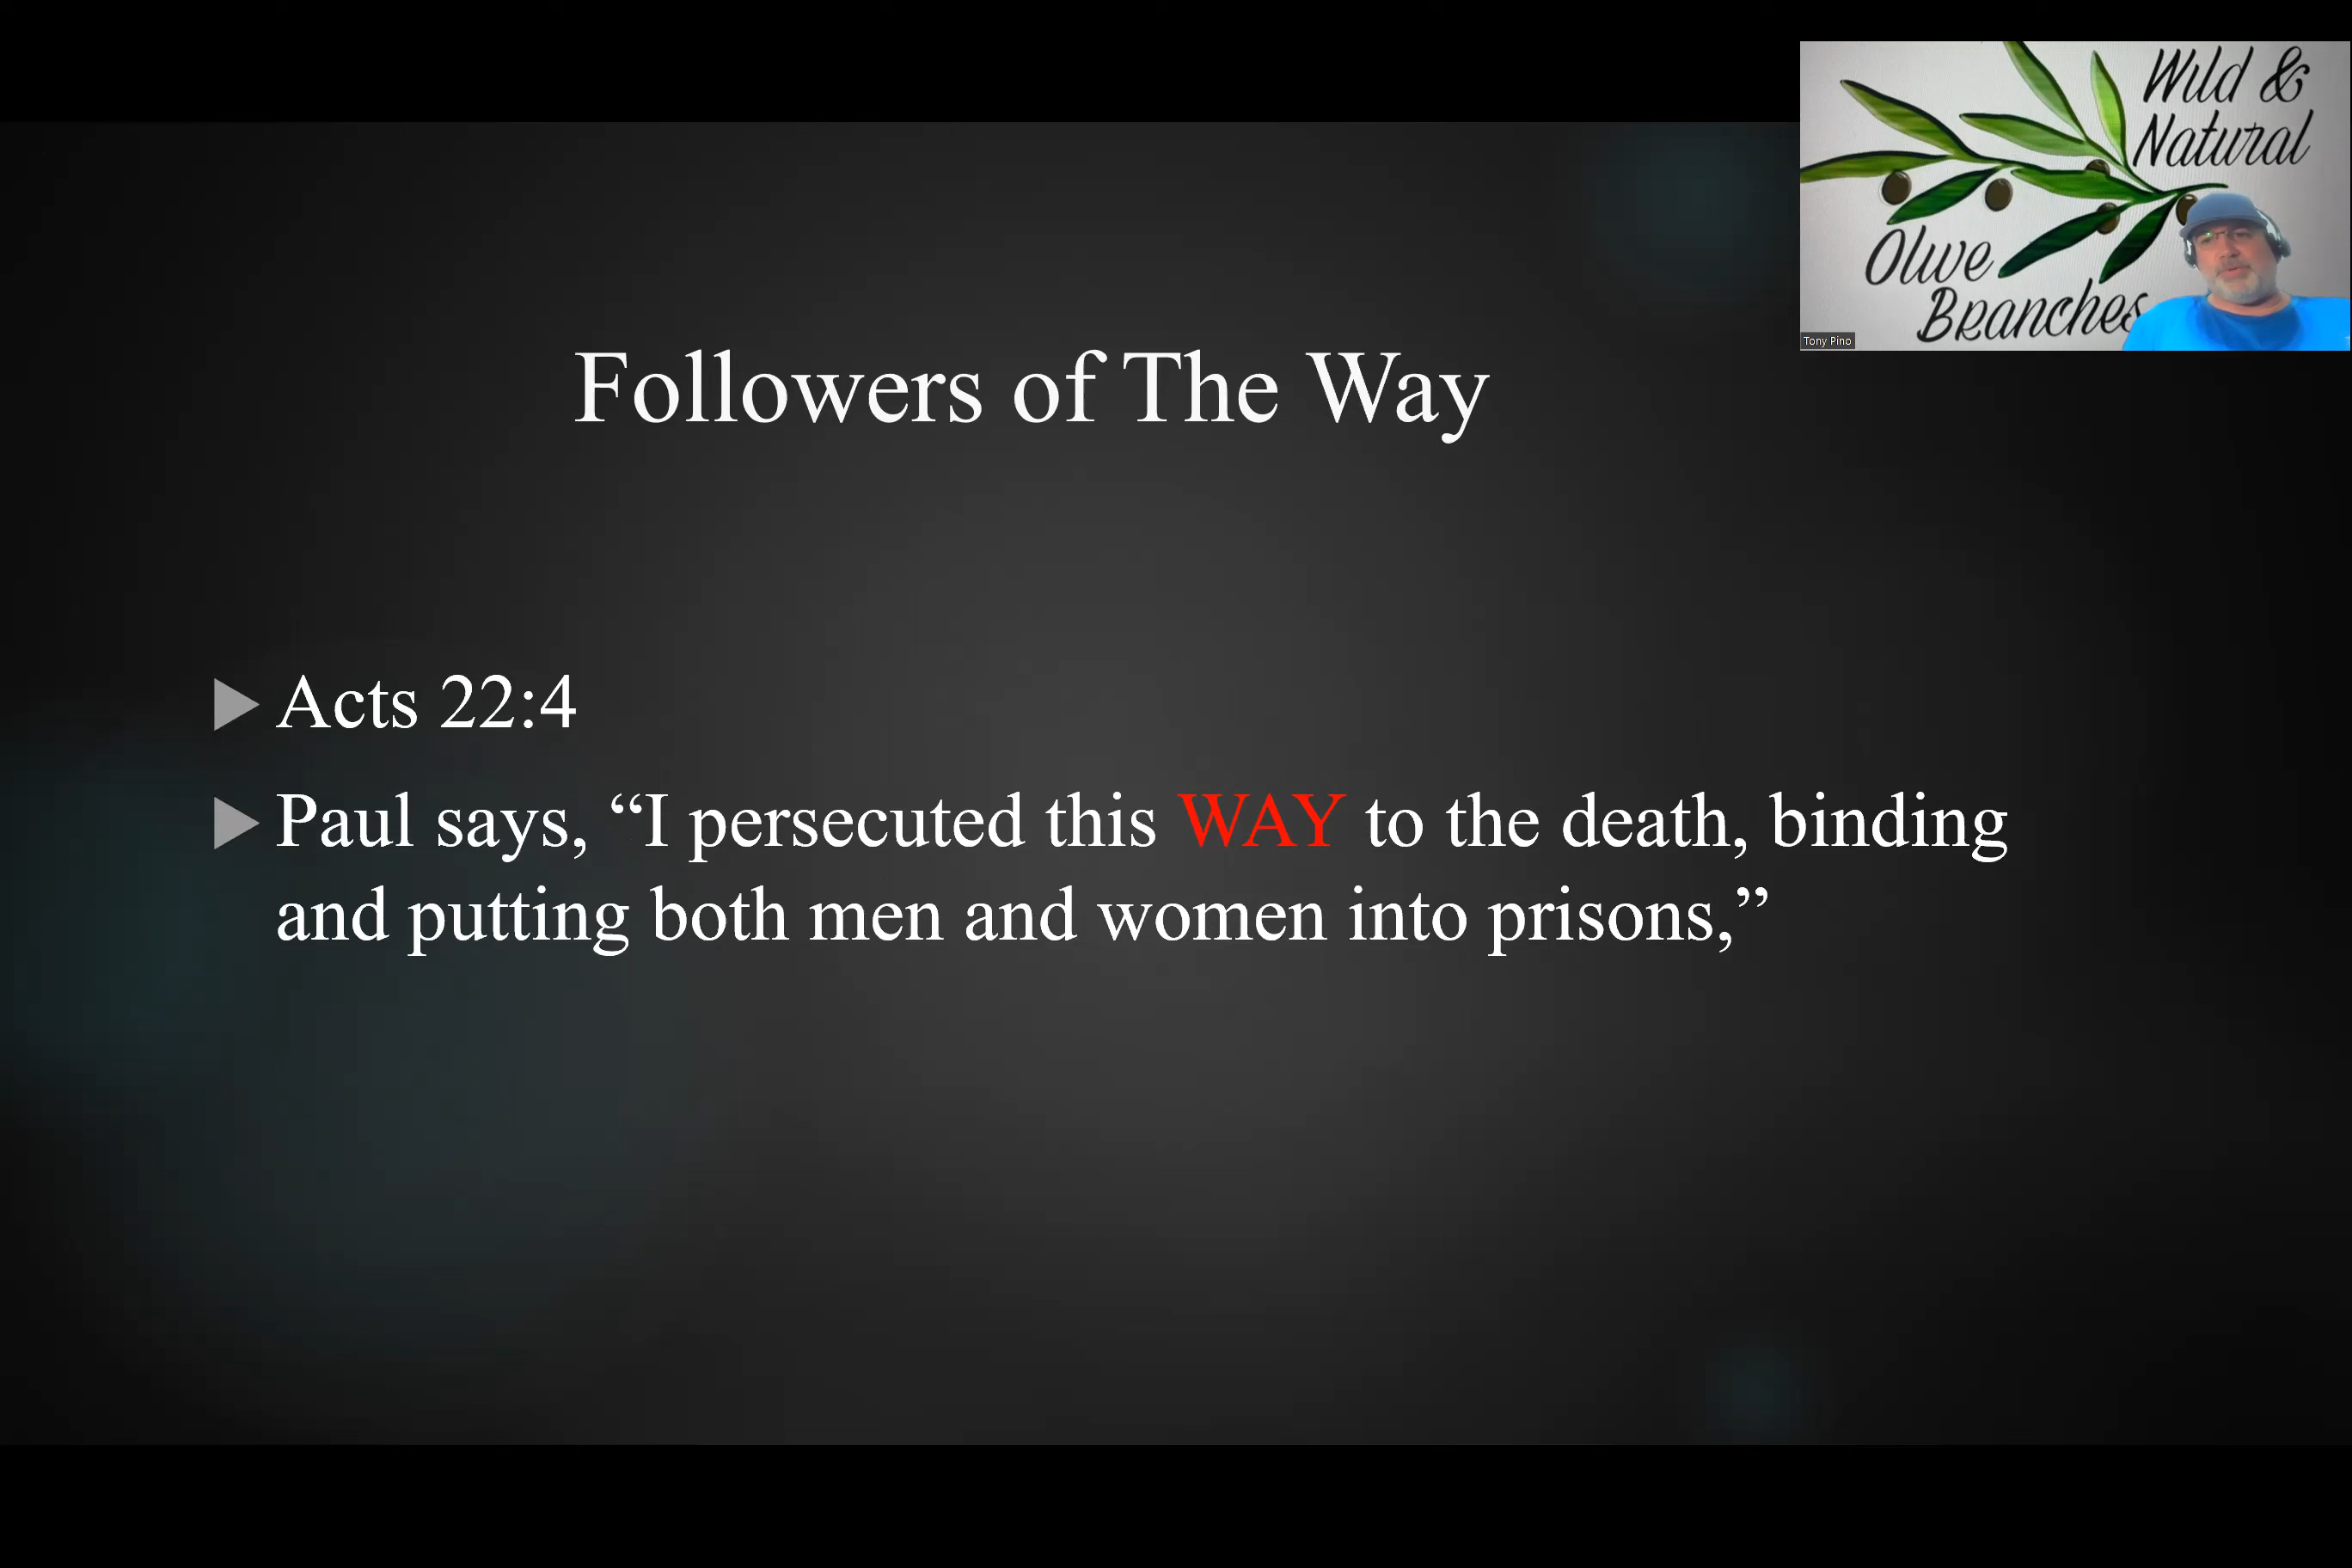 Wild &
Natural
Olive
Branches
Tony Pino
Followers of The Way
Acts 22:4
Paul says, “I persecuted this WAY to the death, binding
and putting both men and women into prisons,”